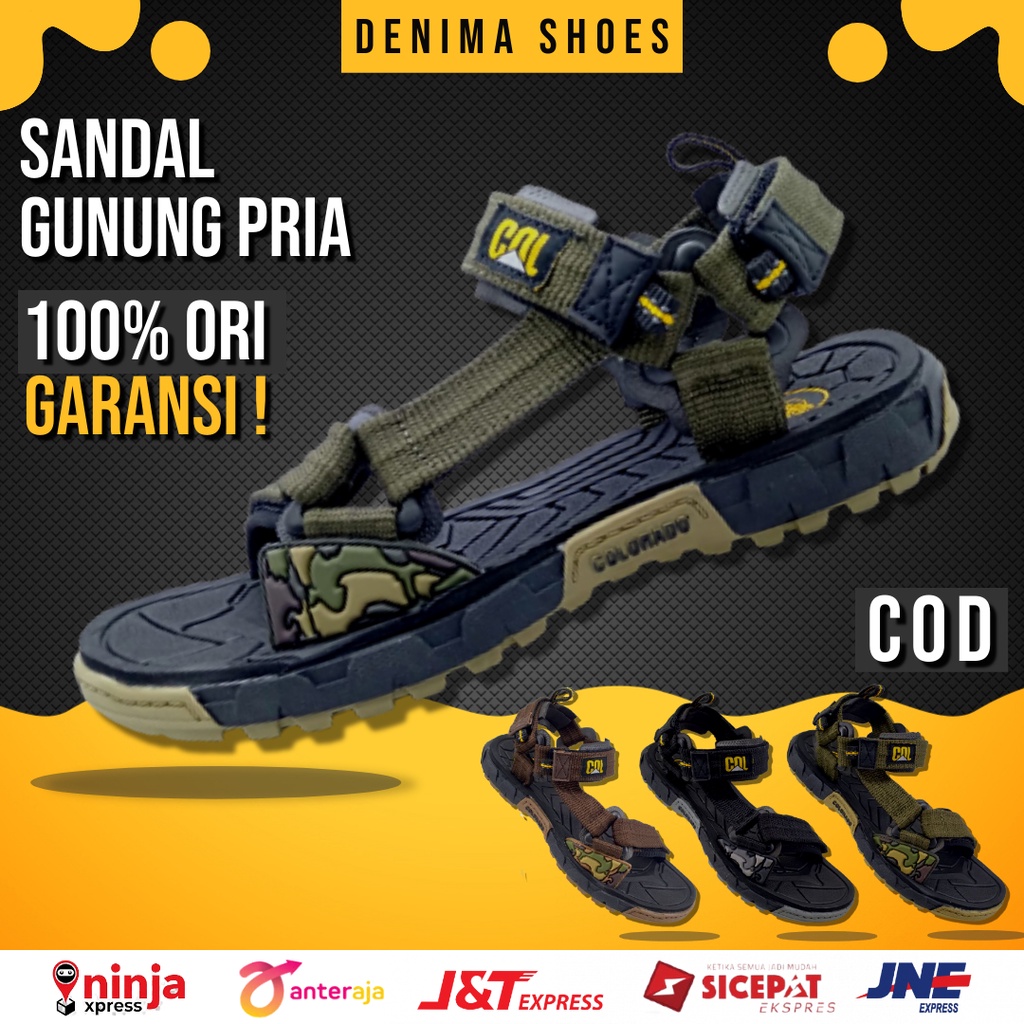 DENIMA SHOES
SANDAL
GUNUNG PRIA
100% ORI
GARANSI !
COL
COLORADO
COD
COL
COL
COL
ninja
xpress
anteraja
J&T EXPRESS
KETIKA SEMUA JADI MUDAH
SICEPAT
EKSPRES
JNE
EXPRESS